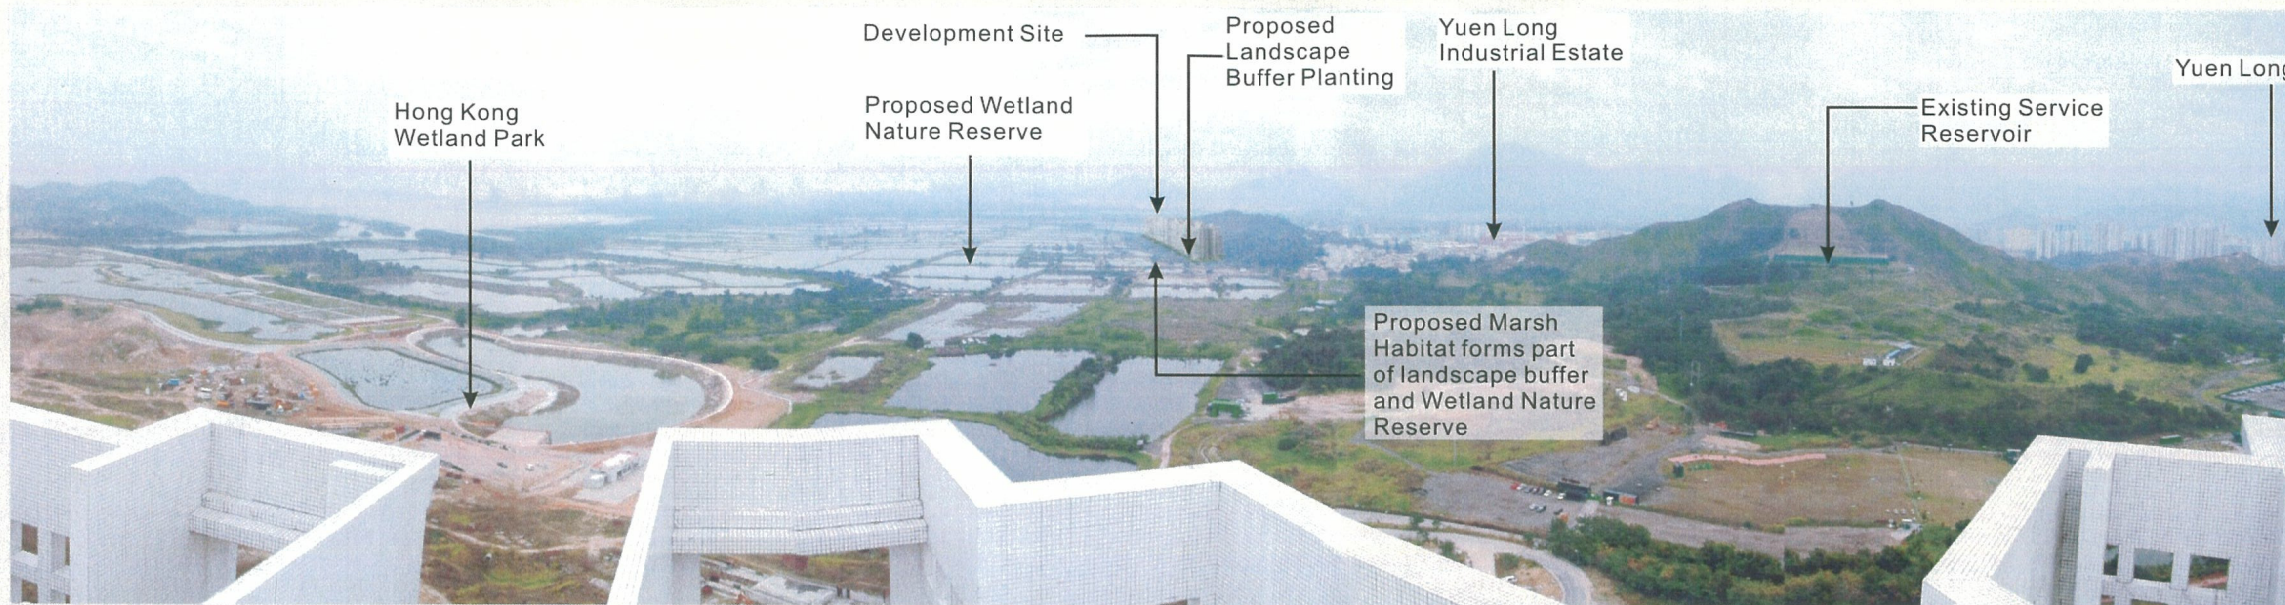 Development Site
Proposed
Landscape
Buffer Planting
Yuen Long
Industrial Estate
Yuen Long
Hong Kong
Wetland Park
Proposed Wetland
Nature Reserve
Existing Service
Reservoir
Proposed Marsh
Habitat forms part
of landscape buffer
and Wetland Nature
Reserve